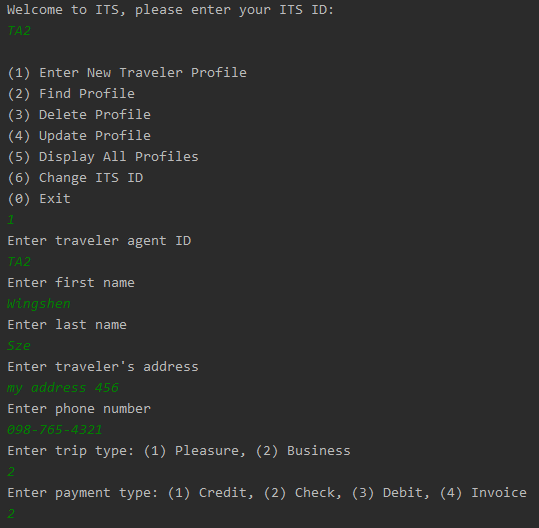 Welcome to ITS, please enter your ITS ID:
TA2
(1) Enter New Traveler Profile
(2) Find Profile
(3) Delete Profile
(4) Update Profile
(5) Display All Profiles
(6) Change ITS ID
(0) Exit
1
Enter traveler agent ID
TA2
Enter first name
Wingshen
Enter last name
Sze
Enter traveler's address
my address 456
Enter phone number
098-765-4321
Enter trip type: (1) Pleasure, (2) Business
2
Enter payment type: (1) Credit, (2) Check, (3) Debit, (4) Invoice
2